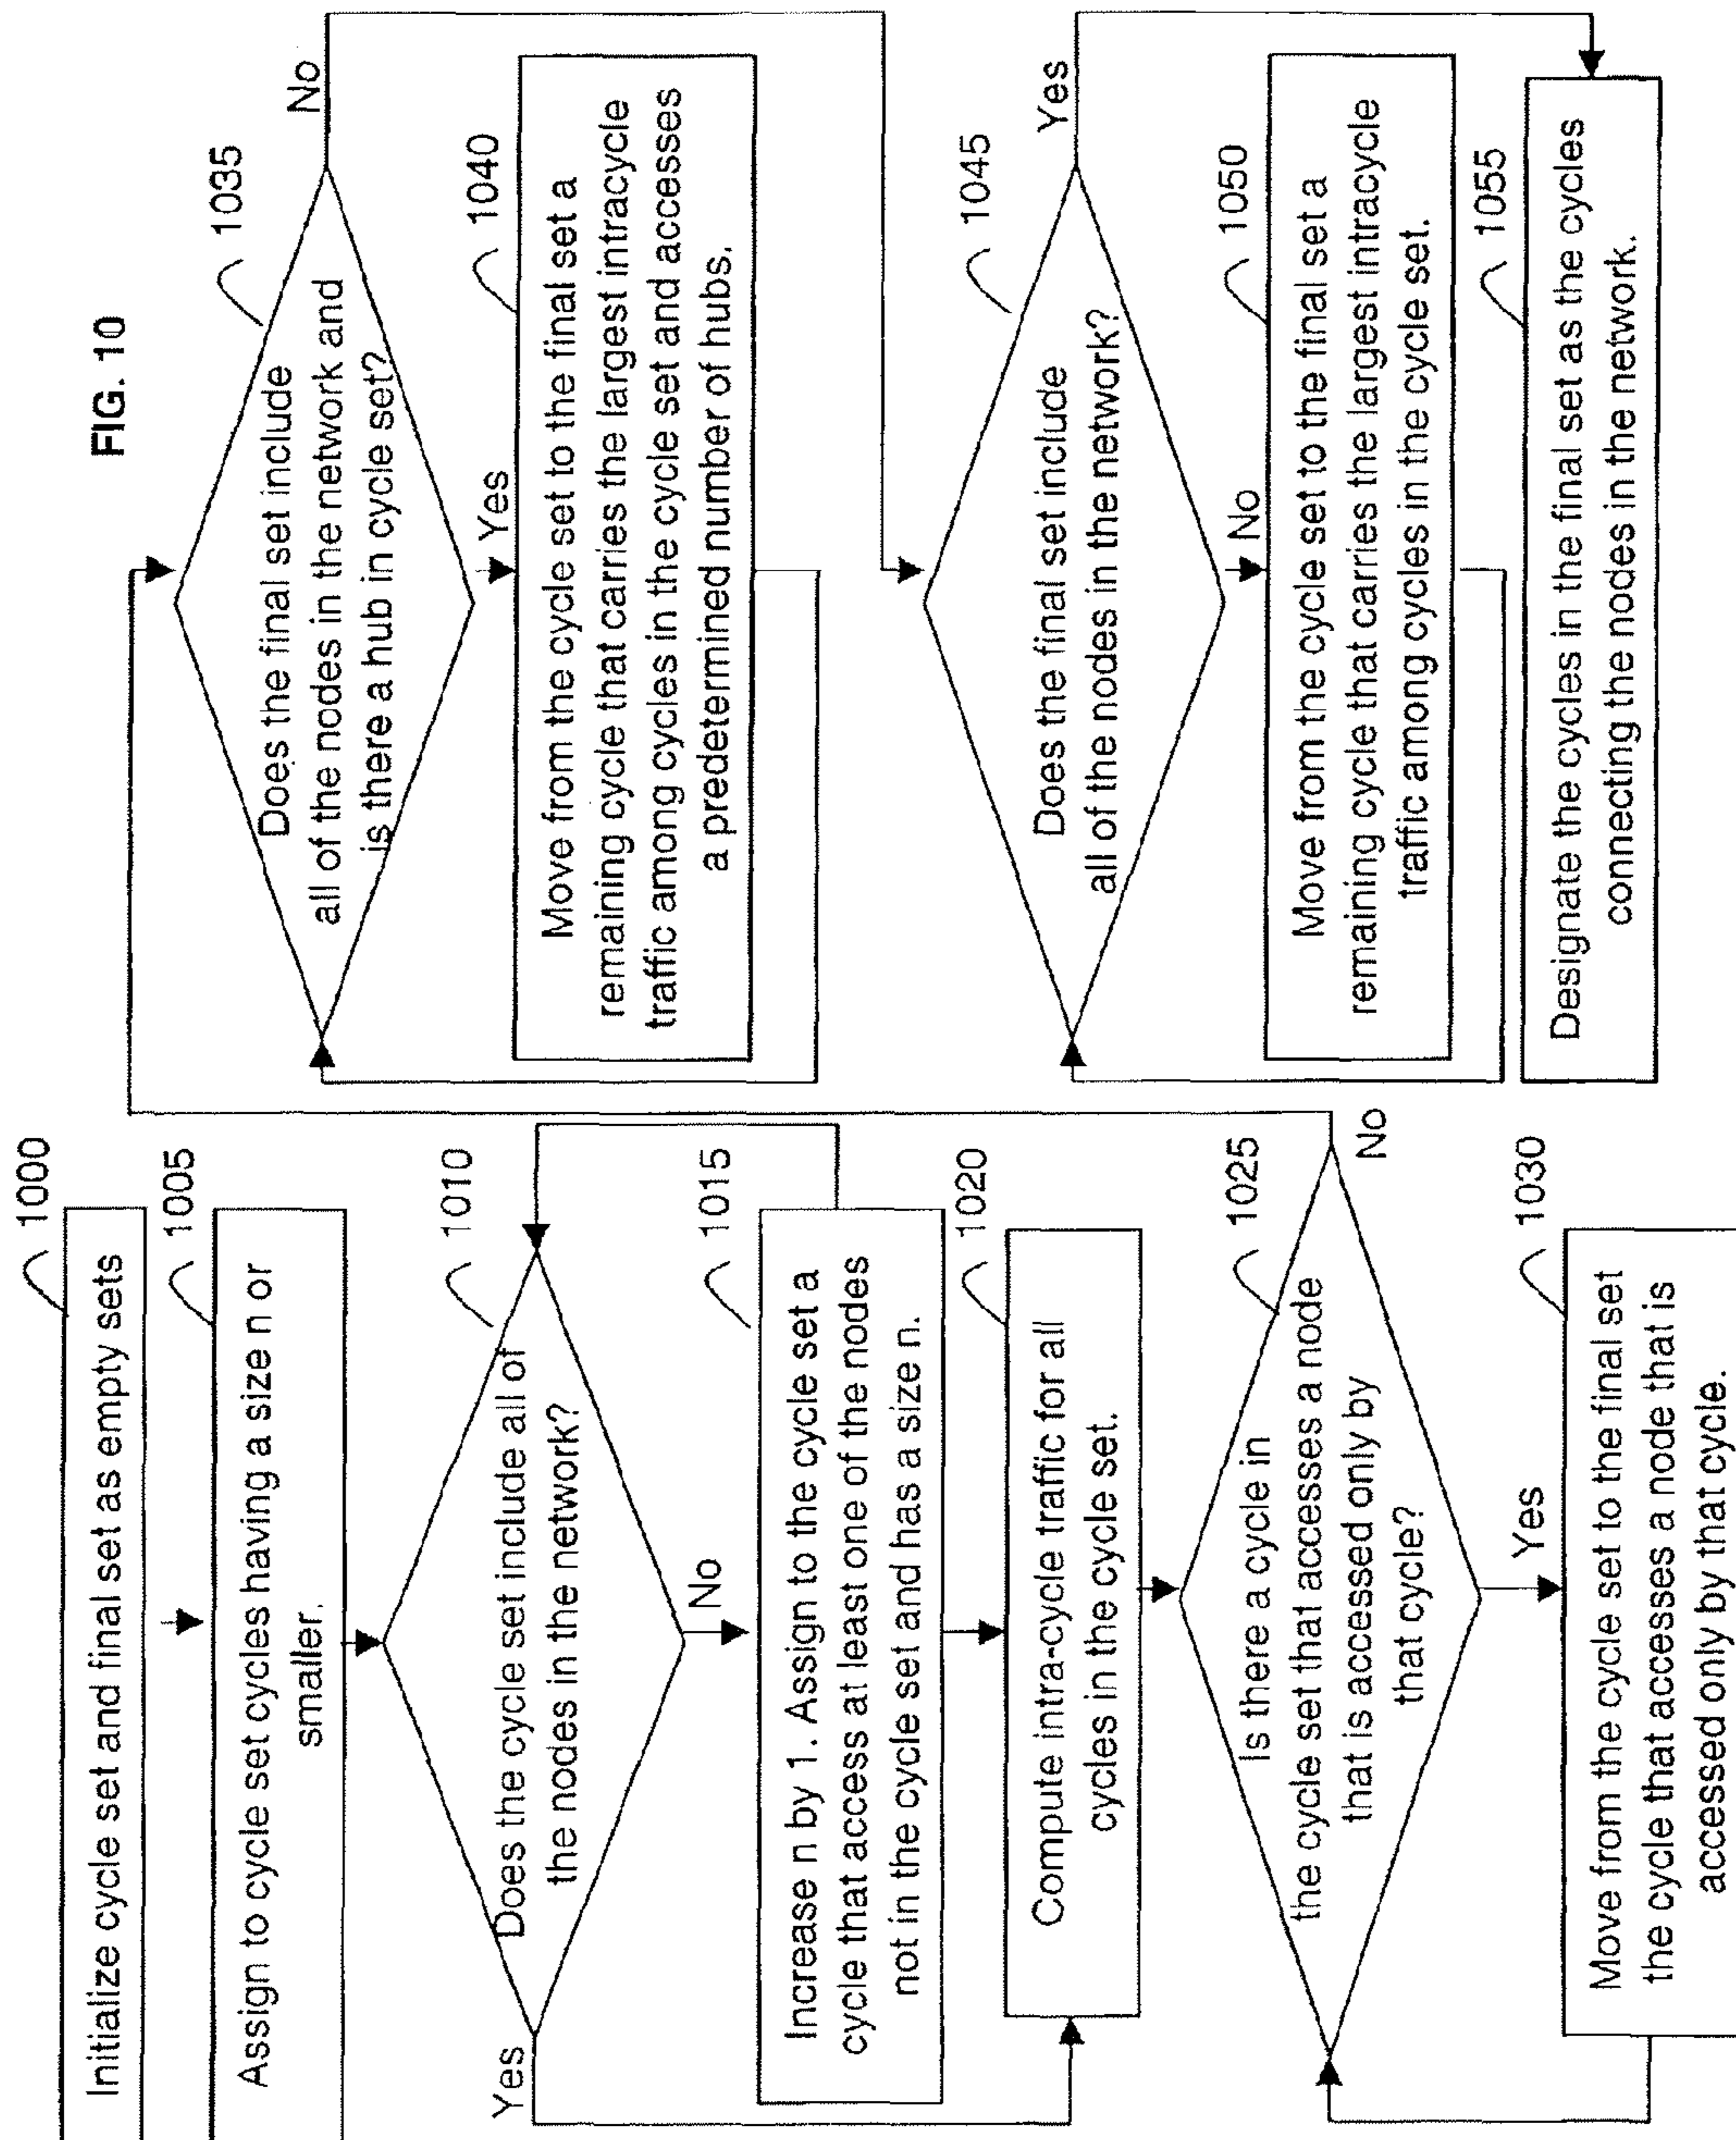 FIG. 10
1000
Initialize cycle set and final set as empty sets
1005
Assign to cycle set cycles having a size n or
smaller.
1010
Does the cycle set include all of
the nodes in the network?
Yes
No
1015
Increase n by 1. Assign to the cycle set a
cycle that access at least one of the nodes
not in the cycle set and has a size n.
1020
Compute intra-cycle traffic for all
cycles in the cycle set.
1025
Is there a cycle in
the cycle set that accesses a node
that is accessed only by
that cycle?
No
Yes
1030
Move from the cycle set to the final set
the cycle that accesses a node that is
accessed only by that cycle.
1035
Does the final set include
all of the nodes in the network and
is there a hub in cycle set?
No
Yes
1040
Move from the cycle set to the final set a
remaining cycle that carries the largest intracycle
traffic among cycles in the cycle set and accesses
a predetermined number of hubs.
1045
Does the final set include
all of the nodes in the network?
Yes
No
1050
Move from the cycle set to the final set a
remaining cycle that carries the largest intracycle
traffic among cycles in the cycle set.
1055
Designate the cycles in the final set as the cycles
connecting the nodes in the network.